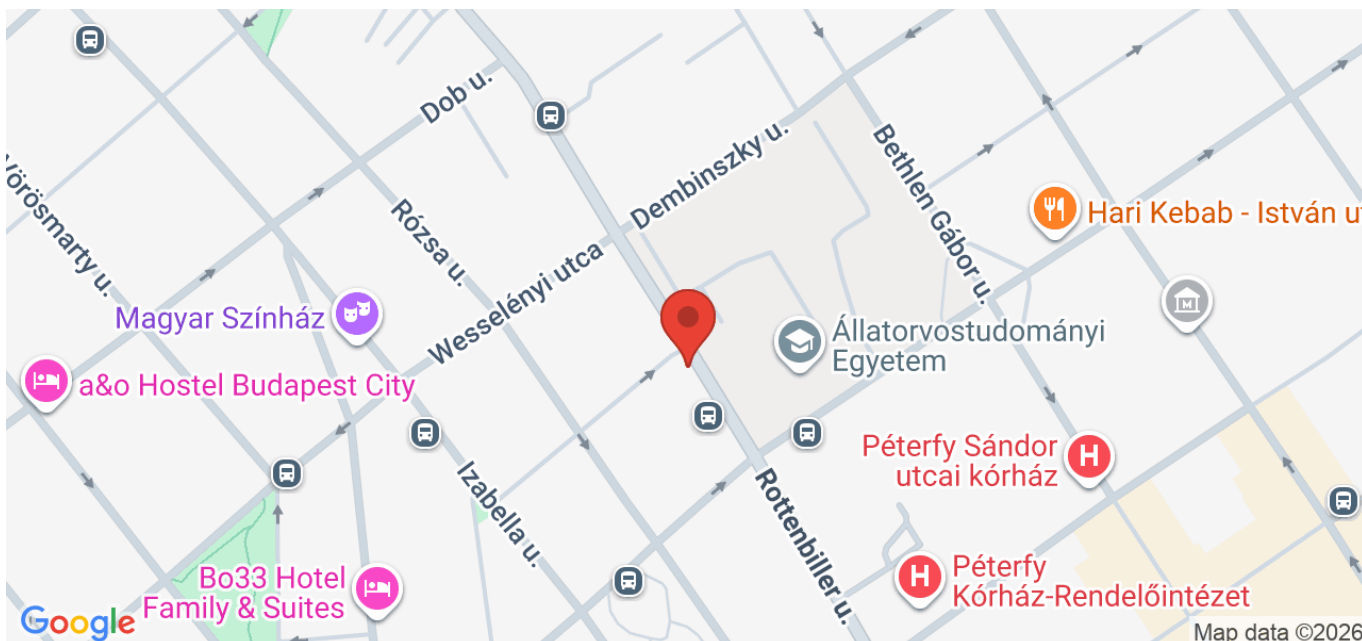 Dob u.
Dembinszky u.
Bethlen Gábor u.
Hari Kebab - István u
Vörösmarty u.
Rózsa u.
Wesselényi utca
Magyar Színház
Állatorvostudományi
Egyetem
a&o Hostel Budapest City
Péterfy Sándor
utcai kórház
Izabella u.
Rottenbiller u.
Bo33 Hotel
Family & Suites
Péterfy
Kórház-Rendelőintézet
Google
Map data ©2026